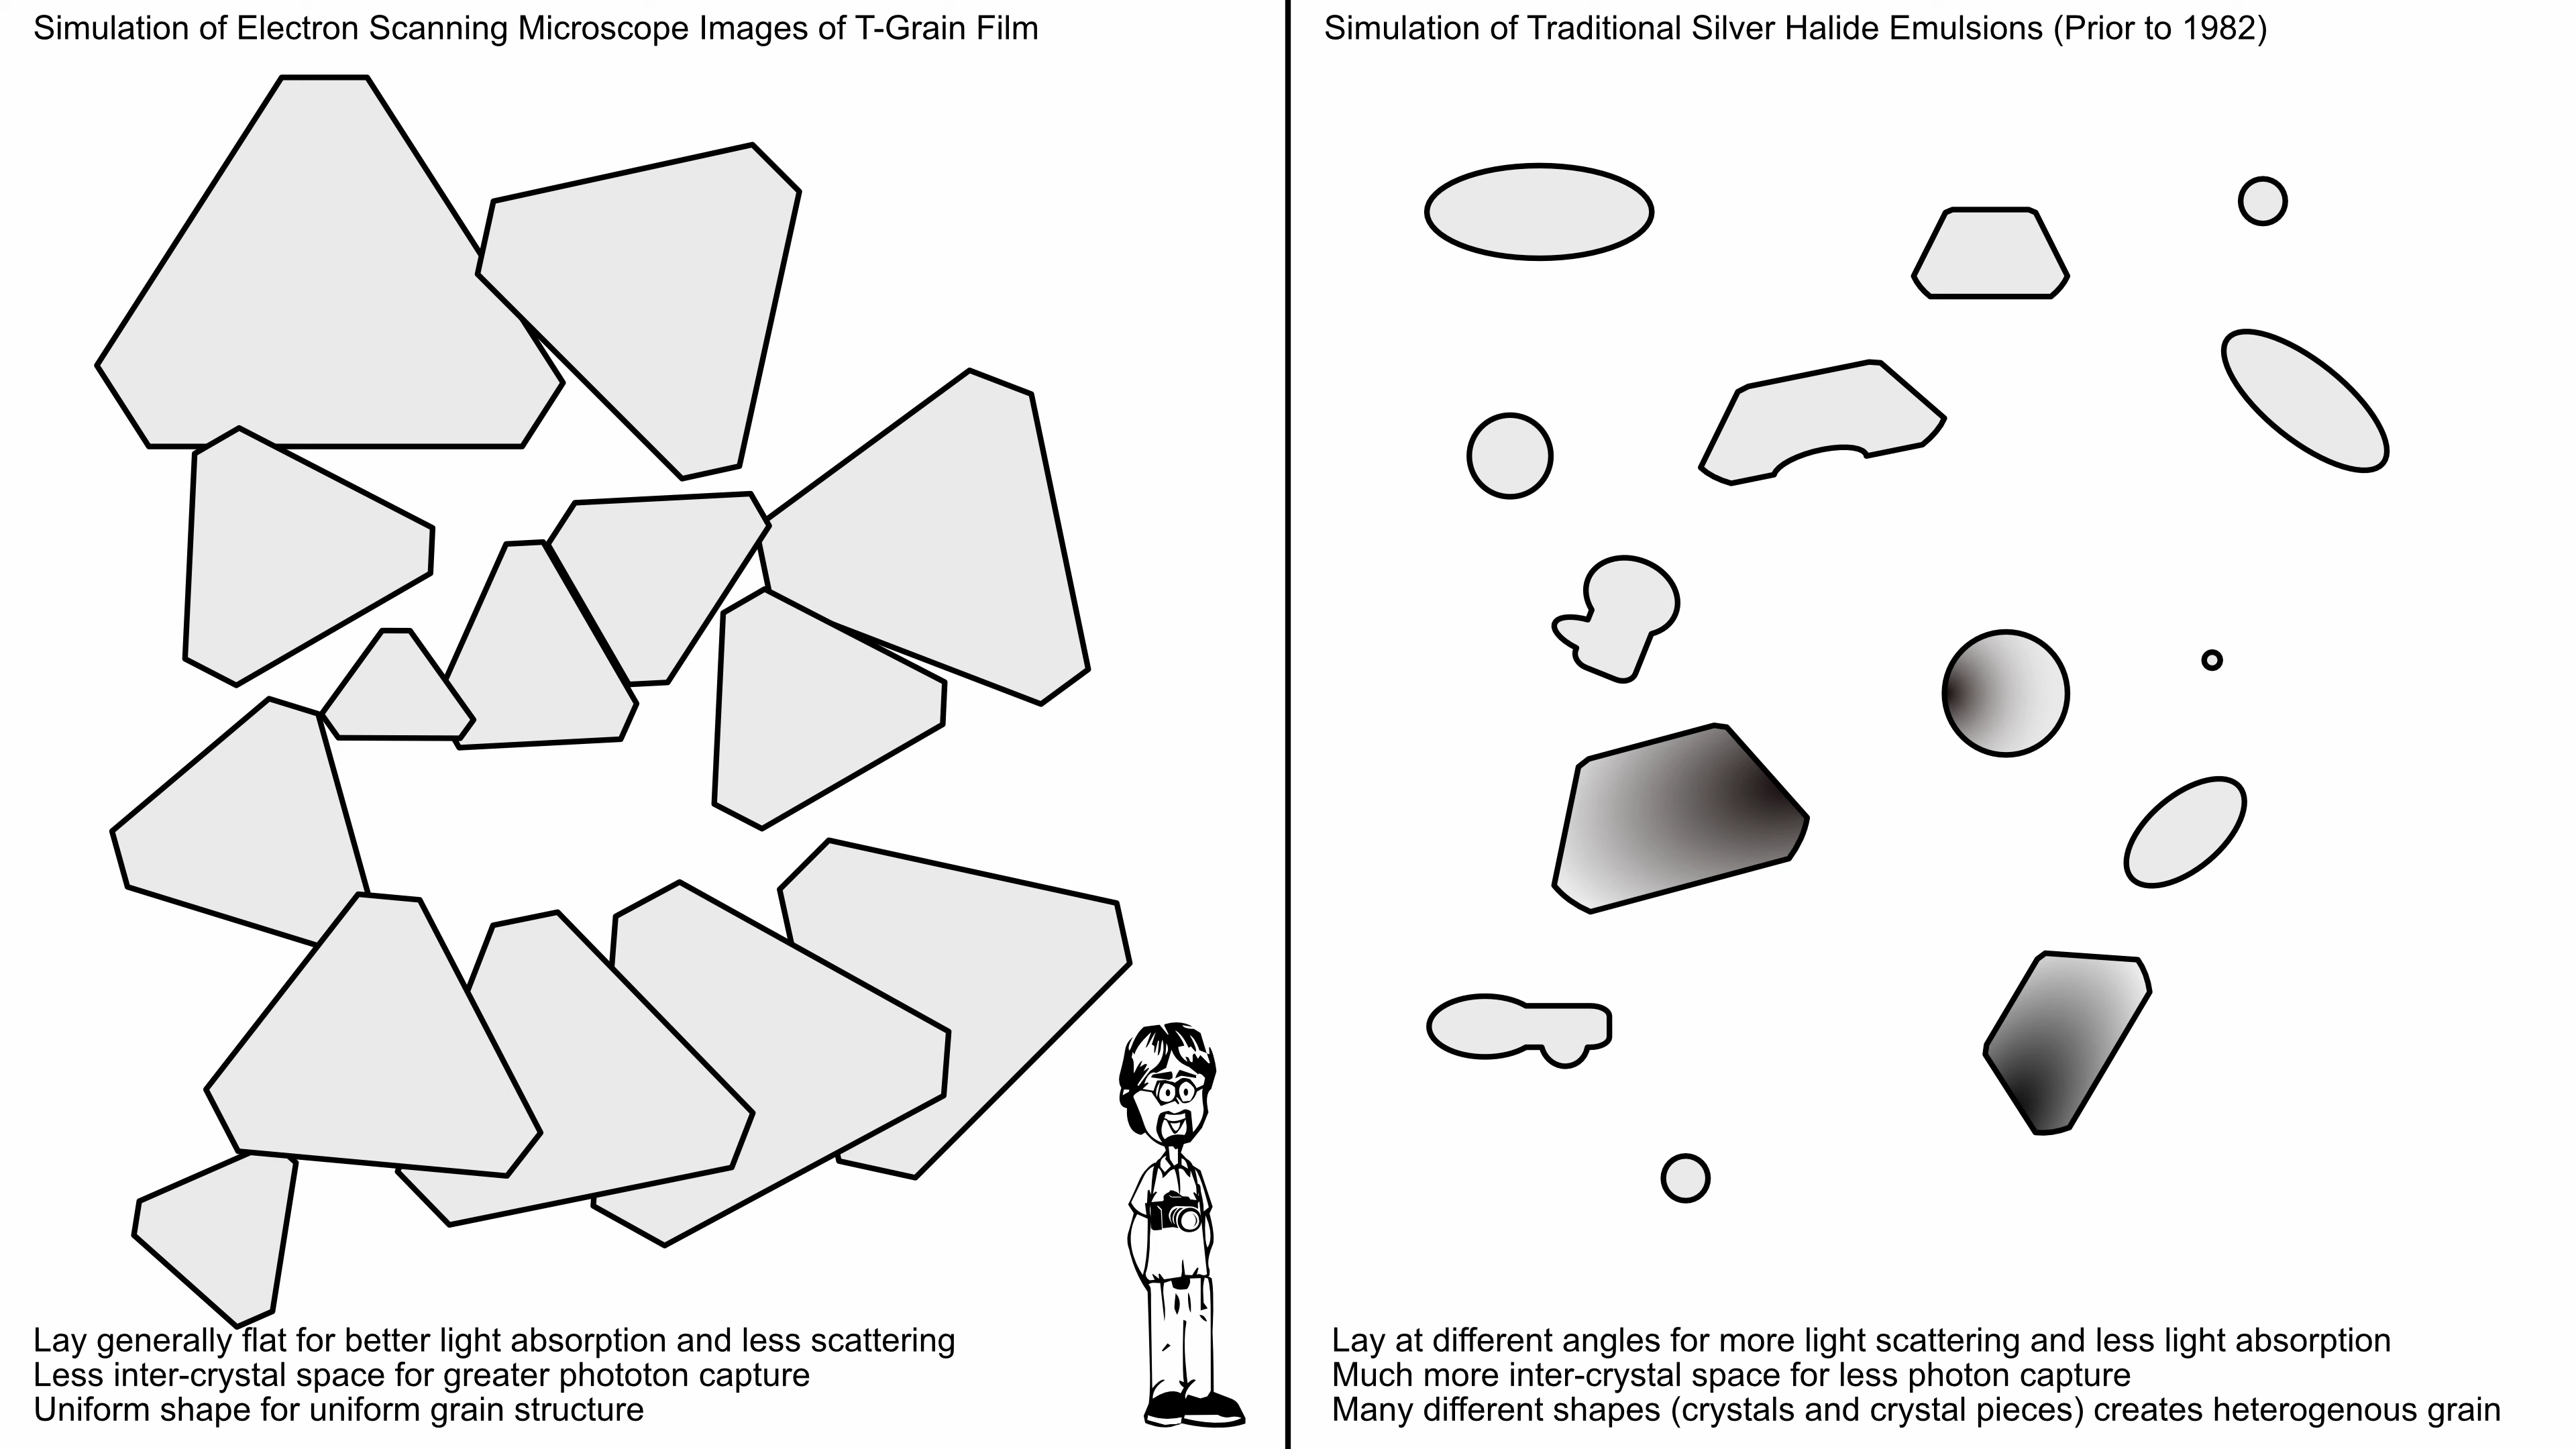 Simulation of Electron Scanning Microscope Images of T-Grain Film
Lay generally flat for better light absorption and less scattering
Less inter-crystal space for greater phototon capture
Uniform shape for uniform grain structure
Simulation of Traditional Silver Halide Emulsions (Prior to 1982)
Lay at different angles for more light scattering and less light absorption
Much more inter-crystal space for less photon capture
Many different shapes (crystals and crystal pieces) creates heterogenous grain